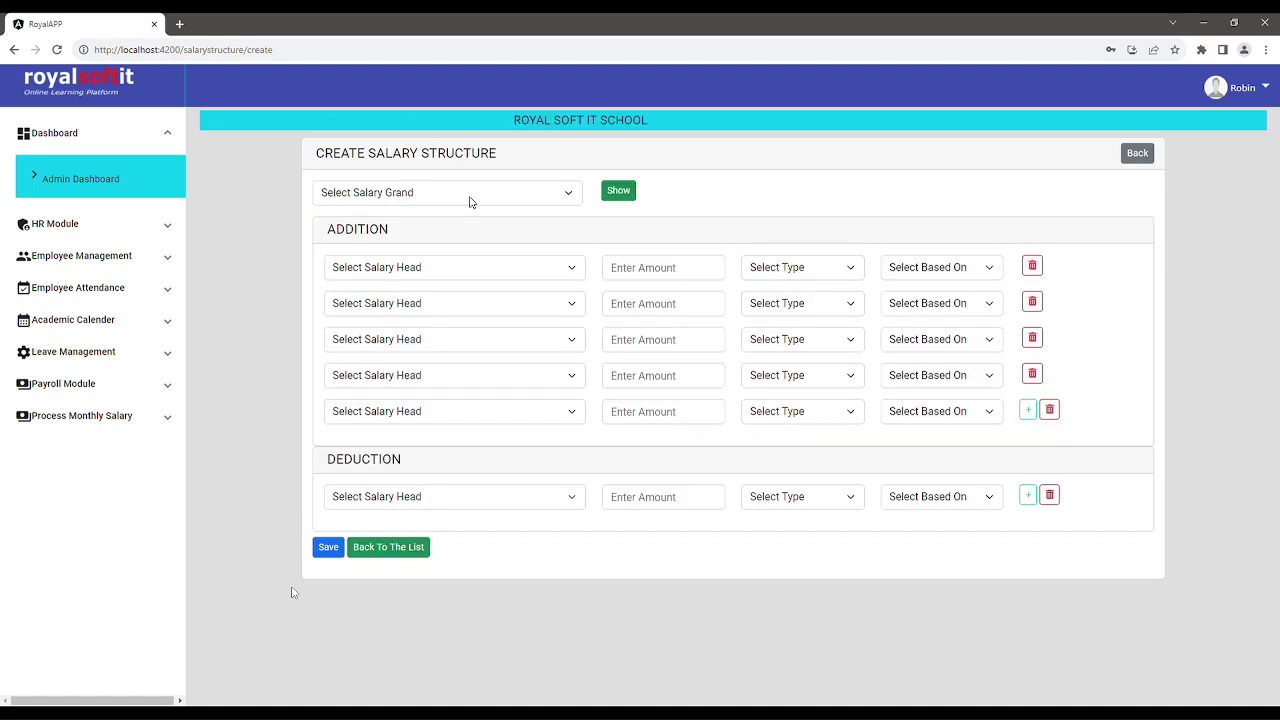 RoyalAPP
http://localhost:4200/salarystructure/create
royalsoftit
Online Learning Platform
Robin
Dashboard
Admin Dashboard
HR Module
Employee Management
Employee Attendance
Academic Calender
Leave Management
Payroll Module
Process Monthly Salary
ROYAL SOFT IT SCHOOL
CREATE SALARY STRUCTURE Back
Select Salary Grand Show
ADDITION
Select Salary Head Enter Amount Select Type Select Based On
Select Salary Head Enter Amount Select Type Select Based On
Select Salary Head Enter Amount Select Type Select Based On
Select Salary Head Enter Amount Select Type Select Based On
Select Salary Head Enter Amount Select Type Select Based On +
DEDUCTION
Select Salary Head Enter Amount Select Type Select Based On +
Save Back To The List